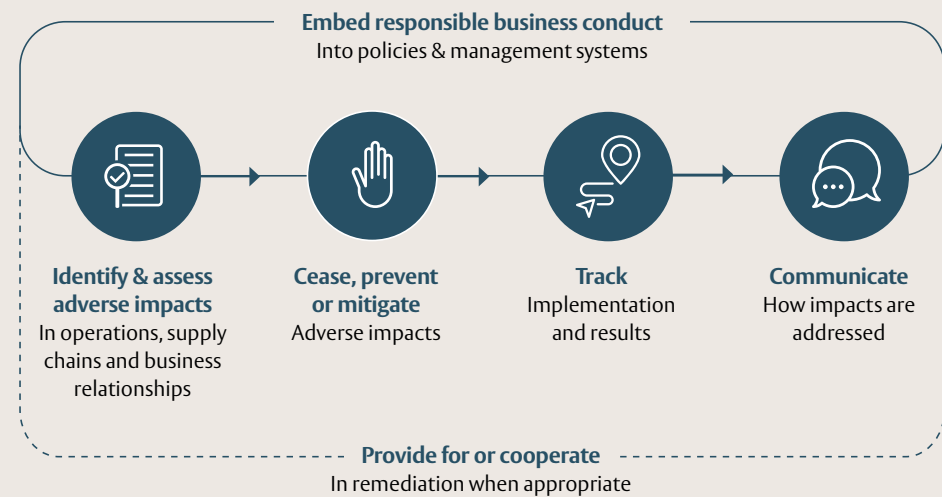 Embed responsible business conduct
Into policies & management systems
Identify & assess
adverse impacts
In operations, supply
chains and business
relationships
Cease, prevent
or mitigate
Adverse impacts
Track
Implementation
and results
Communicate
How impacts are
addressed
Provide for or cooperate
In remediation when appropriate